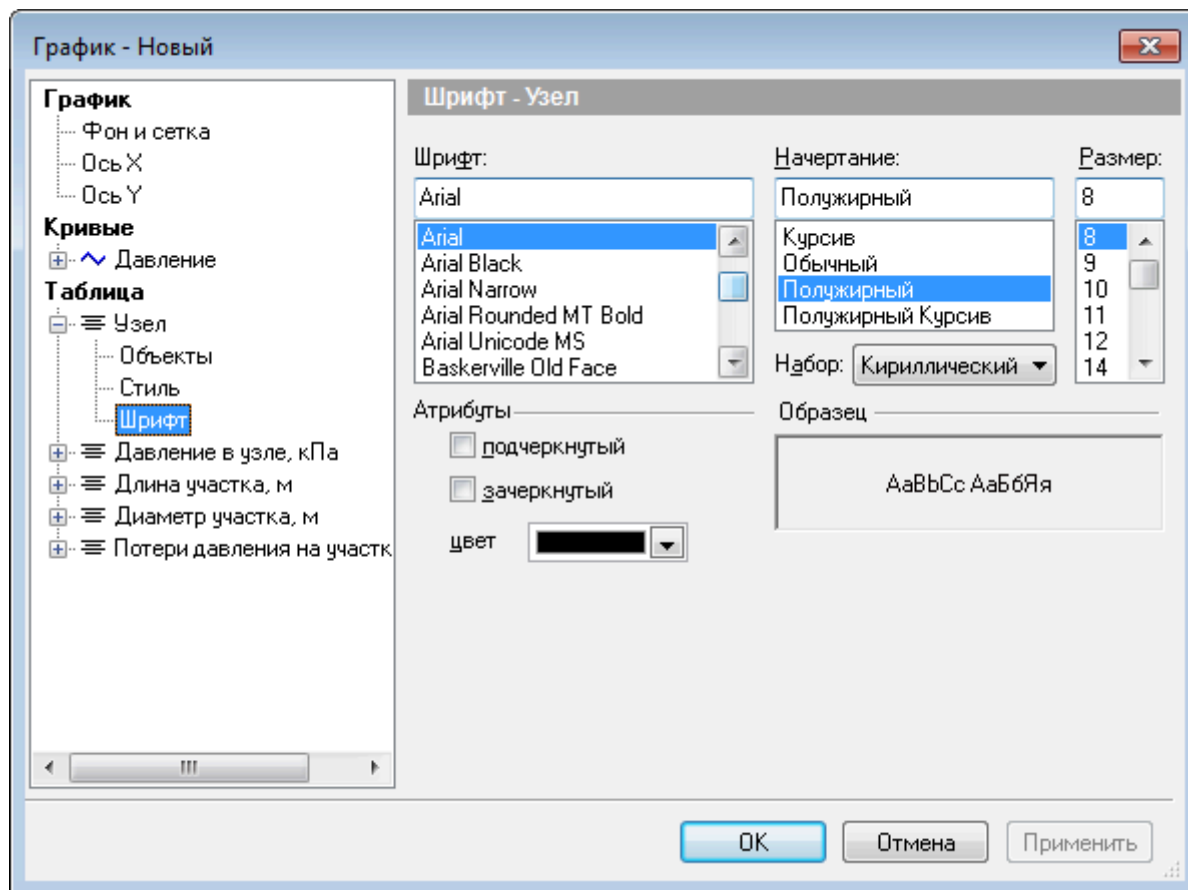 График - Новый
График
Фон и сетка
Ось X
Ось Y
Кривые
Давление
Таблица
Узел
Объекты
Стиль
Шрифт
Давление в узле, кПа
Длина участка, м
Диаметр участка, м
Потери давления на участк
Шрифт - Узел
Шрифт:
Arial
Arial
Arial Black
Arial Narrow
Arial Rounded MT Bold
Arial Unicode MS
Baskerville Old Face
Начертание:
Полужирный
Курсив
Обычный
Полужирный
Полужирный Курсив
Набор: Кириллический
Размер:
8
8
9
10
11
12
14
Атрибуты
подчеркнутый
зачеркнутый
цвет
Образец
AaBbCc АаБбЯя
OK Отмена Применить